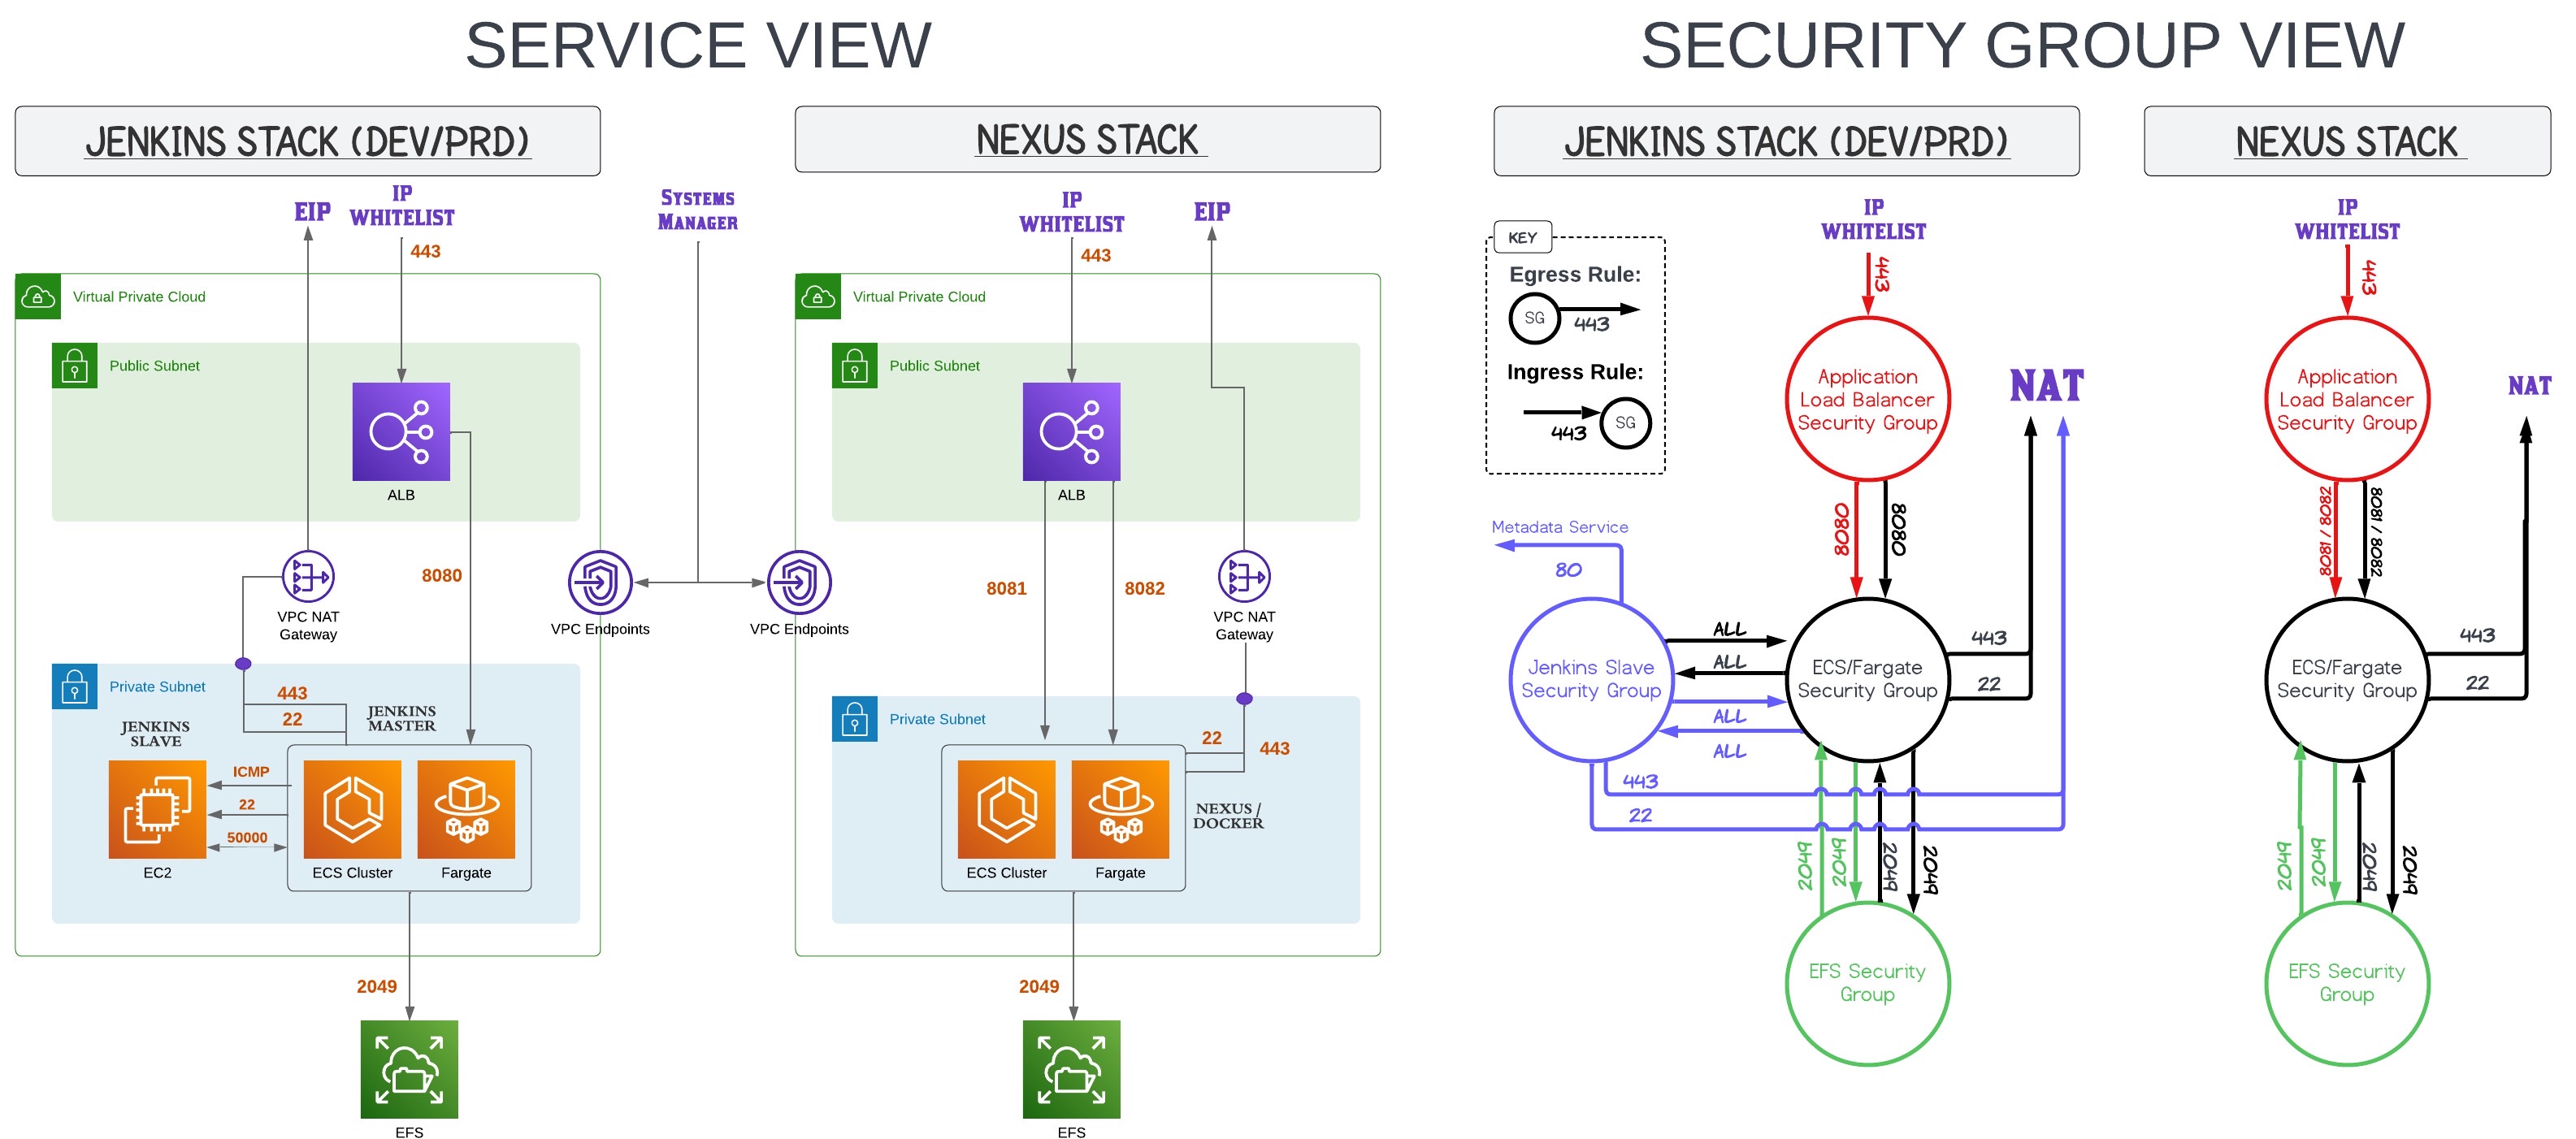 SERVICE VIEW
SECURITY GROUP VIEW
JENKINS STACK (DEV/PRD)
EIP
IP
WHITELIST
443
Virtual Private Cloud
Public Subnet
ALB
8080
VPC NAT
Gateway
VPC Endpoints
Private Subnet
443
22
JENKINS
MASTER
JENKINS
SLAVE
ICMP
22
50000
EC2
ECS Cluster
Fargate
2049
EFS
SYSTEMS
MANAGER
NEXUS STACK
IP
WHITELIST
EIP
443
Virtual Private Cloud
Public Subnet
ALB
8081
8082
VPC Endpoints
VPC NAT
Gateway
Private Subnet
22
443
ECS Cluster
Fargate
NEXUS /
DOCKER
2049
EFS
JENKINS STACK (DEV/PRD)
KEY
Egress Rule:
SG
443
Ingress Rule:
443
SG
IP
WHITELIST
443
Application
Load Balancer
Security Group
NAT
8080
8080
Metadata Service
80
Jenkins Slave
Security Group
ALL
ALL
ALL
ALL
ECS/Fargate
Security Group
443
22
443
22
2049
2049
2049
2049
EFS Security
Group
NEXUS STACK
IP
WHITELIST
443
Application
Load Balancer
Security Group
NAT
8081 / 8082
8081 / 8082
ECS/Fargate
Security Group
443
22
2049
2049
2049
2049
EFS Security
Group